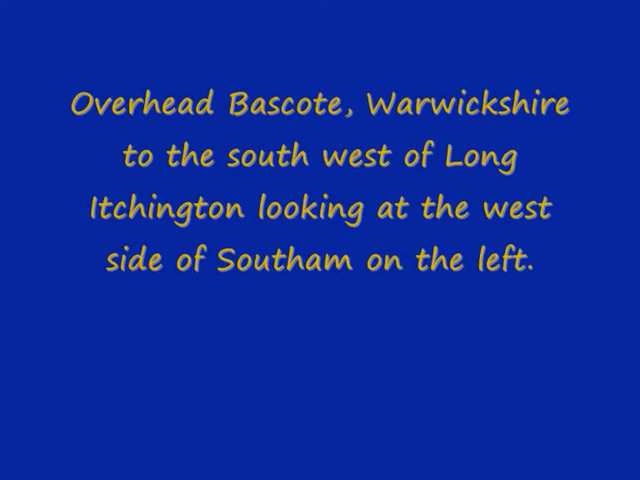 Overhead Bascote, Warwickshire
to the south west of Long
Itchington looking at the west
side of Southam on the left.